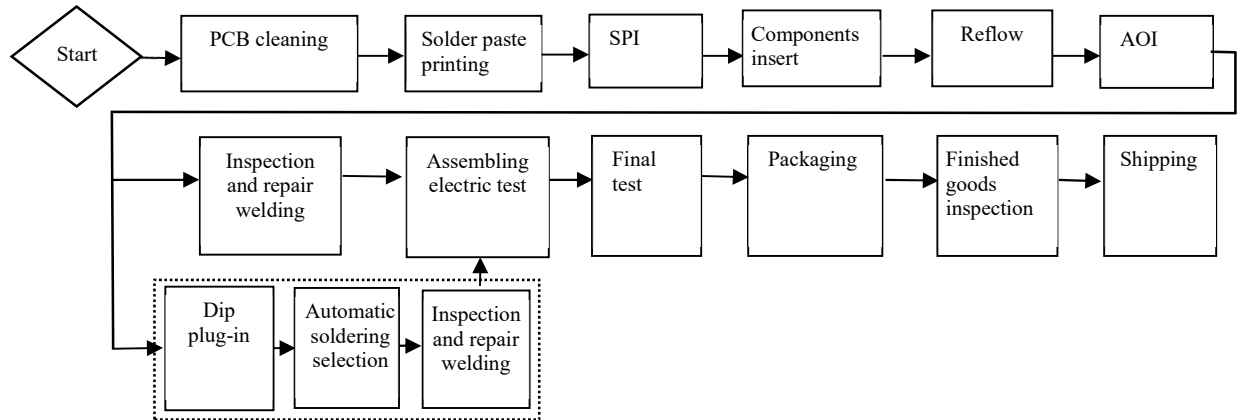 Start
PCB cleaning
Solder paste
printing
SPI
Components
insert
Reflow
AOI
Inspection
and repair
welding
Assembling
electric test
Final
test
Packaging
Finished
goods
inspection
Shipping
Dip
plug-in
Automatic
soldering
selection
Inspection
and repair
welding